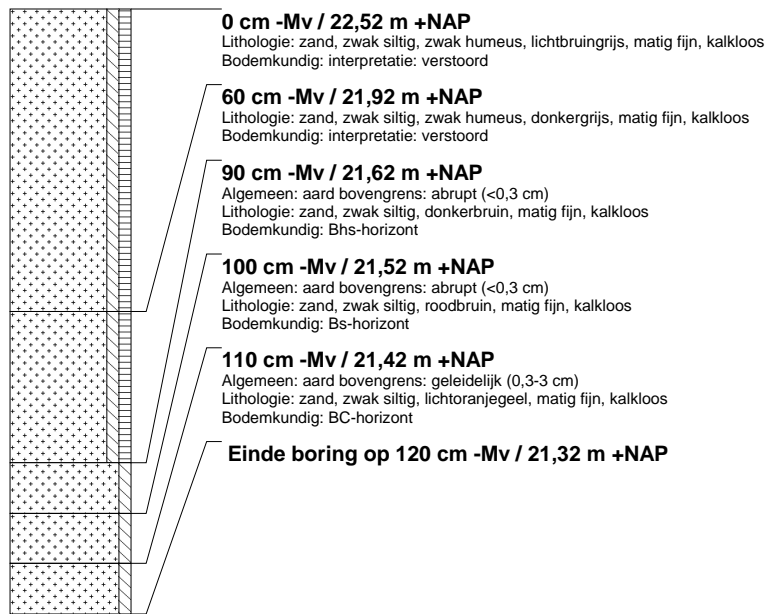 0 cm -Mv / 22,52 m +NAP
Lithologie: zand, zwak siltig, zwak humeus, lichtbruingrijs, matig fijn, kalkloos
Bodemkundig: interpretatie: verstoord
60 cm -Mv / 21,92 m +NAP
Lithologie: zand, zwak siltig, zwak humeus, donkergrijs, matig fijn, kalkloos
Bodemkundig: interpretatie: verstoord
90 cm -Mv / 21,62 m +NAP
Algemeen: aard bovengrens: abrupt (<0,3 cm)
Lithologie: zand, zwak siltig, donkerbruin, matig fijn, kalkloos
Bodemkundig: Bhs-horizont
100 cm -Mv / 21,52 m +NAP
Algemeen: aard bovengrens: abrupt (<0,3 cm)
Lithologie: zand, zwak siltig, roodbruin, matig fijn, kalkloos
Bodemkundig: Bs-horizont
110 cm -Mv / 21,42 m +NAP
Algemeen: aard bovengrens: geleidelijk (0,3-3 cm)
Lithologie: zand, zwak siltig, lichtoranjegeel, matig fijn, kalkloos
Bodemkundig: BC-horizont
Einde boring op 120 cm -Mv / 21,32 m +NAP